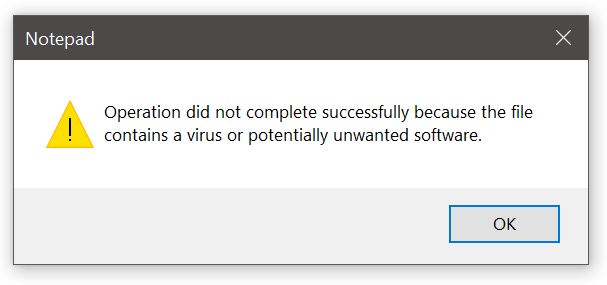 Notepad
Operation did not complete successfully because the file
contains a virus or potentially unwanted software.
OK